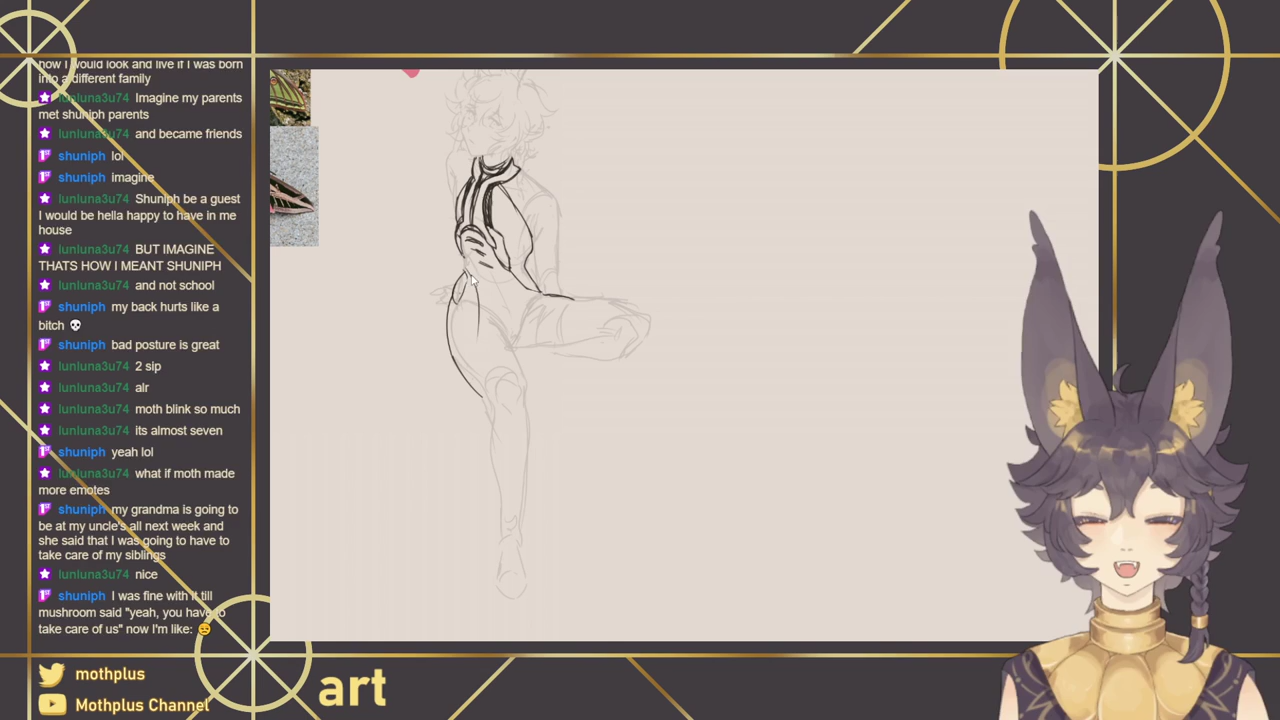 how I would look and live if I was born
into a different family
lunluna3u74 Imagine my parents
met shuniph parents
lunluna3u74 and became friends
shuniph lol
shuniph imagine
lunluna3u74 Shuniph be a guest
I would be hella happy to have in me
house
lunluna3u74 BUT IMAGINE
THATS HOW I MEANT SHUNIPH
lunluna3u74 and not school
shuniph my back hurts like a
bitch 💀
shuniph bad posture is great
lunluna3u74 2 sip
lunluna3u74 alr
lunluna3u74 moth blink so much
lunluna3u74 its almost seven
shuniph yeah lol
lunluna3u74 what if moth made
more emotes
shuniph my grandma is going to
be at my uncle's all next week and
she said that I was going to have to
take care of my siblings
lunluna3u74 nice
shuniph I was fine with it till
mushroom said "yeah, you have to
take care of us" now I'm like: 😔
mothplus
Mothplus Channel
art